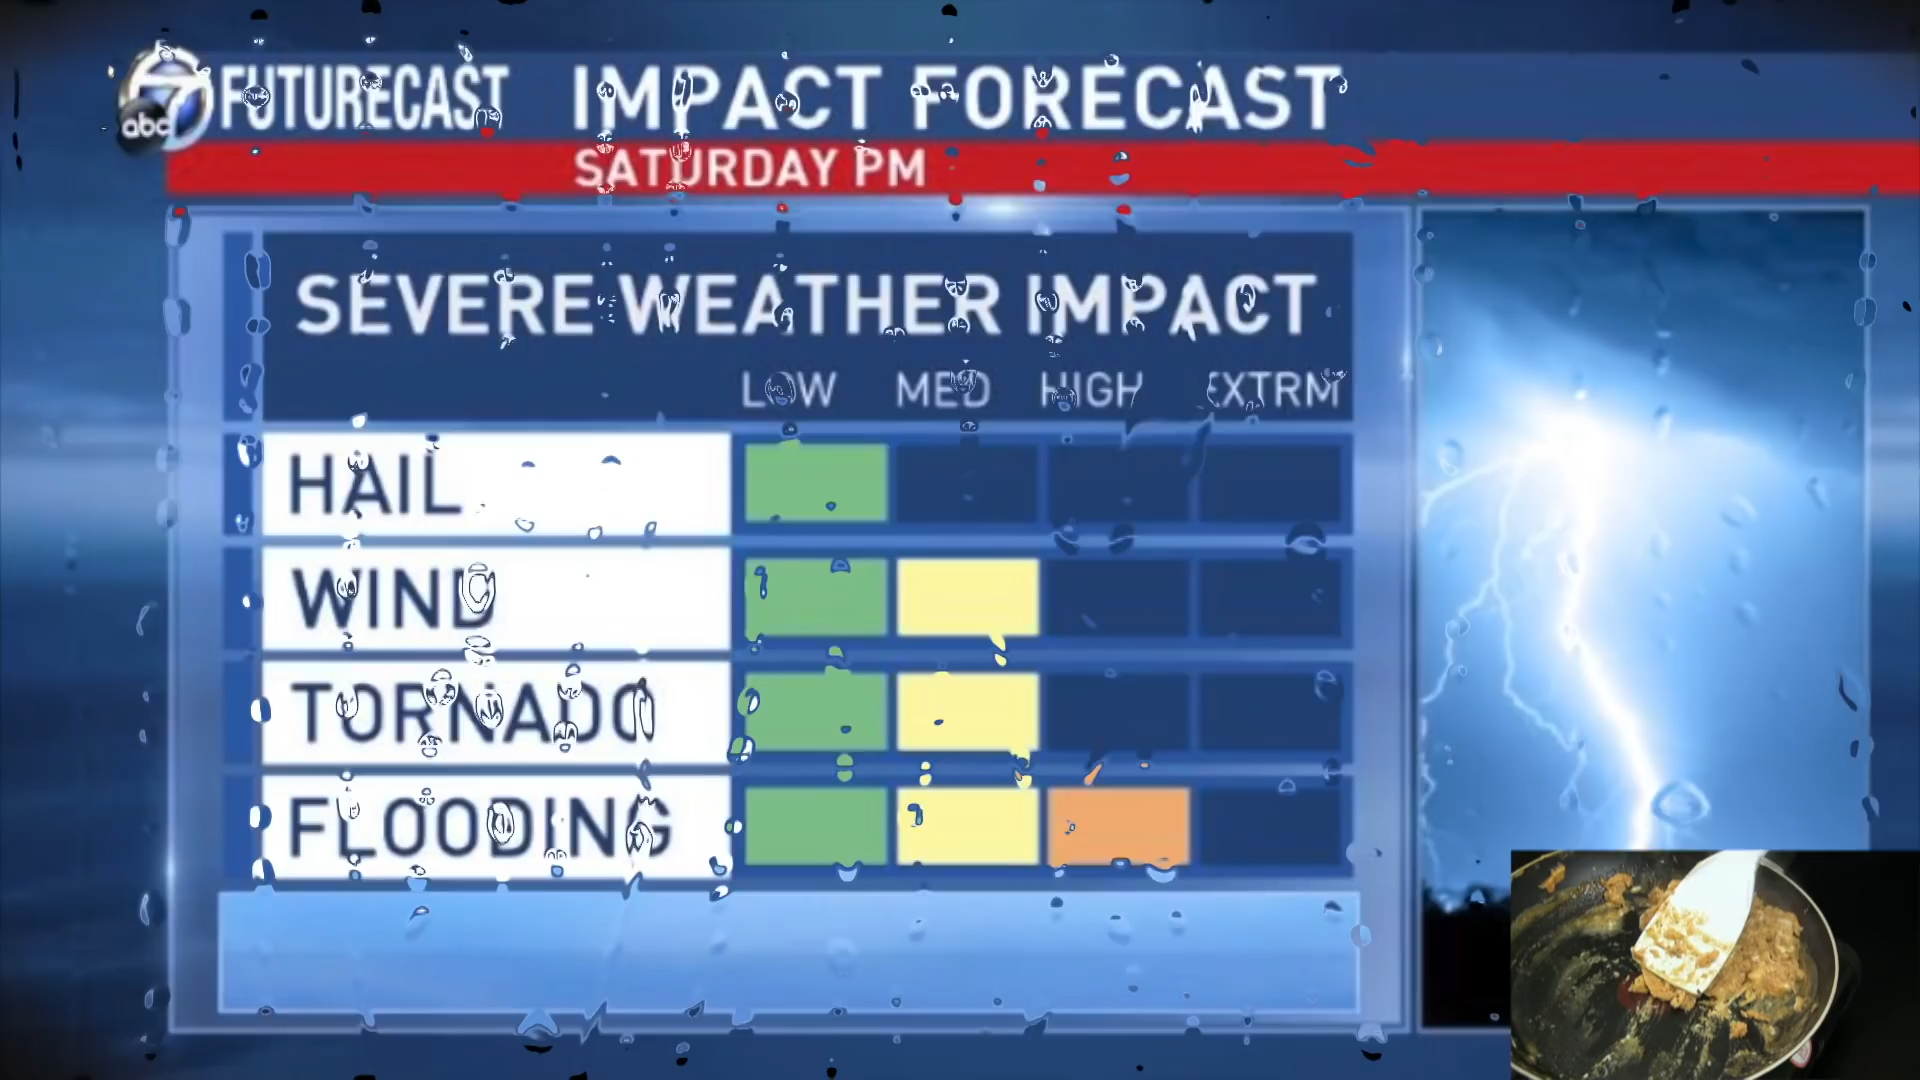 7 FUTURECAST IMPACT FORECAST
abc
SATURDAY PM
SEVERE WEATHER IMPACT
LOW MED HIGH EXTRM
HAIL
WIND
TORNADO
FLOODING